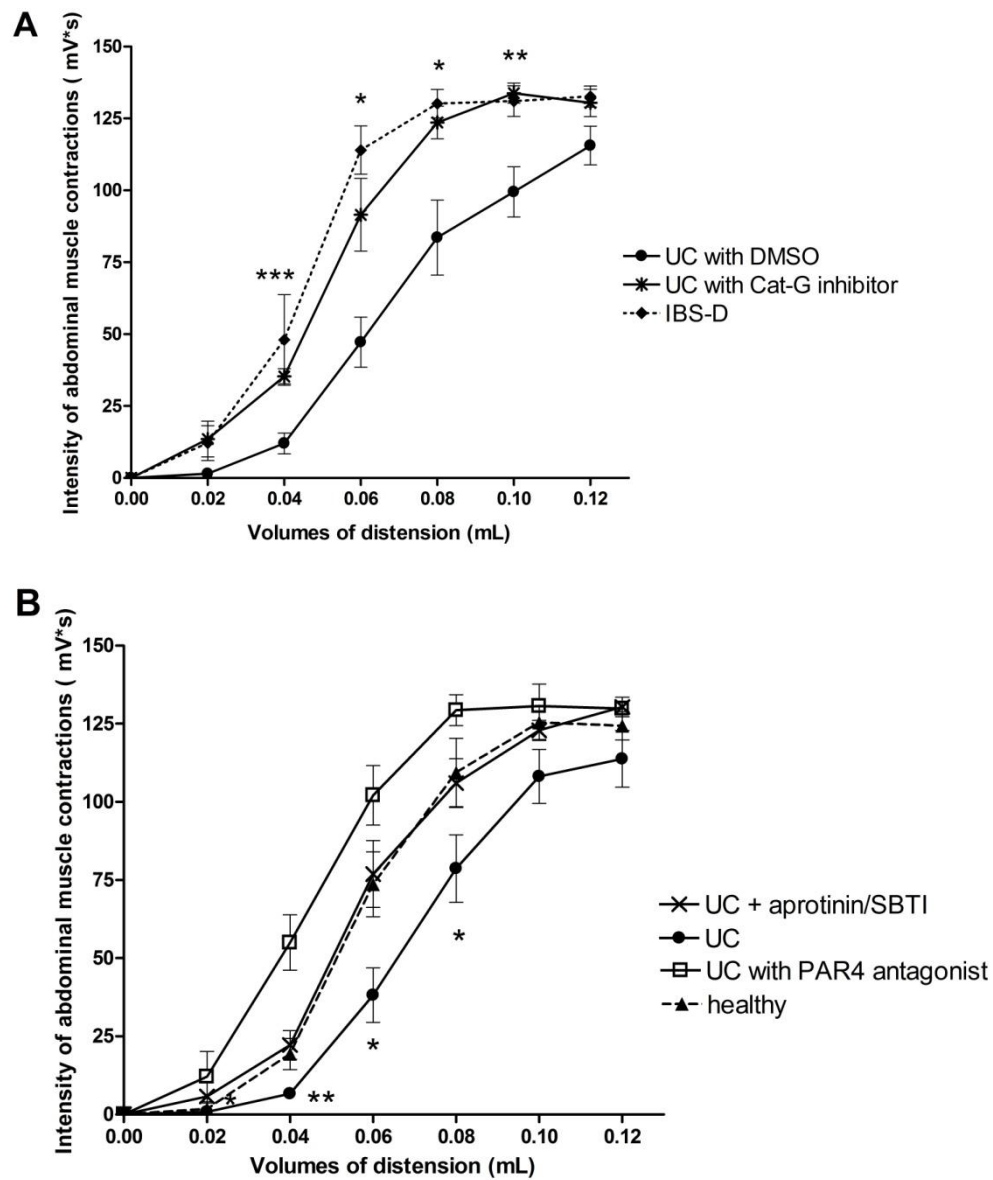 A
Intensity of abdominal muscle contractions ( mV*s)
150
125
100
75
50
25
0
***
*
*
**
0.00 0.02 0.04 0.06 0.08 0.10 0.12
Volumes of distension (mL)
UC with DMSO
UC with Cat-G inhibitor
IBS-D
B
Intensity of abdominal muscle contractions ( mV*s)
150
125
100
75
50
25
0
*
**
*
*
0.00 0.02 0.04 0.06 0.08 0.10 0.12
Volumes of distension (mL)
UC + aprotinin/SBTI
UC
UC with PAR4 antagonist
healthy